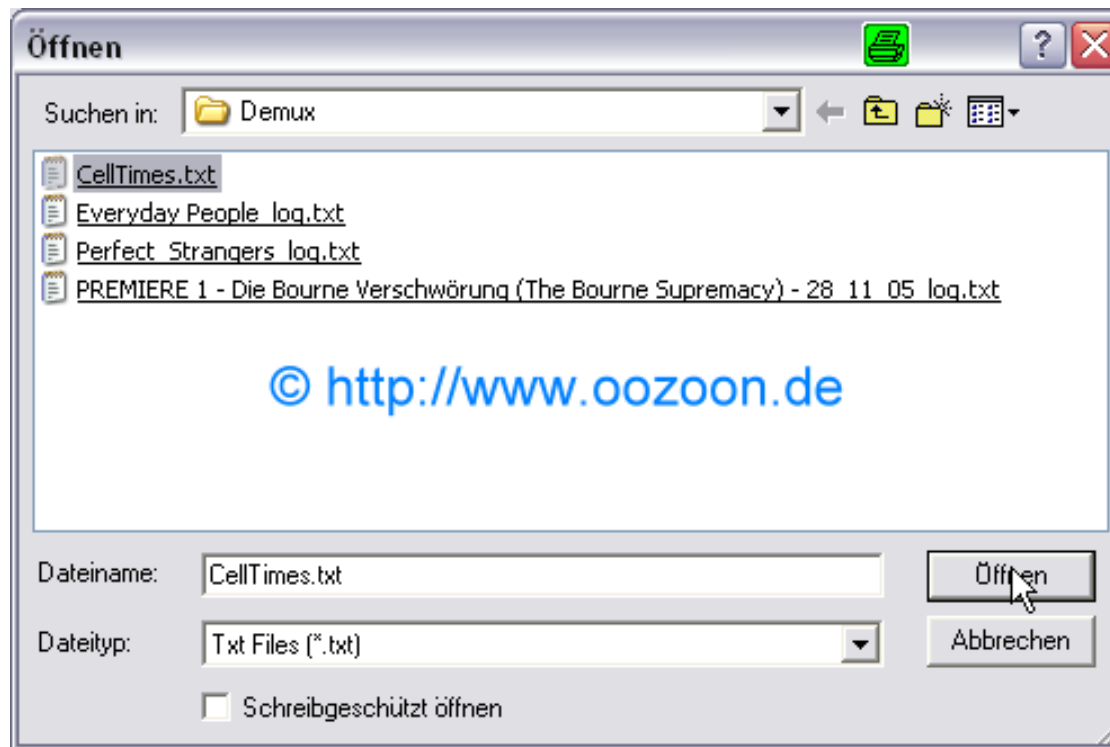 Öffnen
?
Suchen in: Demux
CellTimes.txt
Everyday People_log.txt
Perfect_Strangers_log.txt
PREMIERE 1 - Die Bourne Verschwörung (The Bourne Supremacy) - 28_11_05_log.txt
© http://www.oozoon.de
Dateiname: CellTimes.txt Öffnen
Dateityp: Txt Files (*.txt) Abbrechen
Schreibgeschützt öffnen